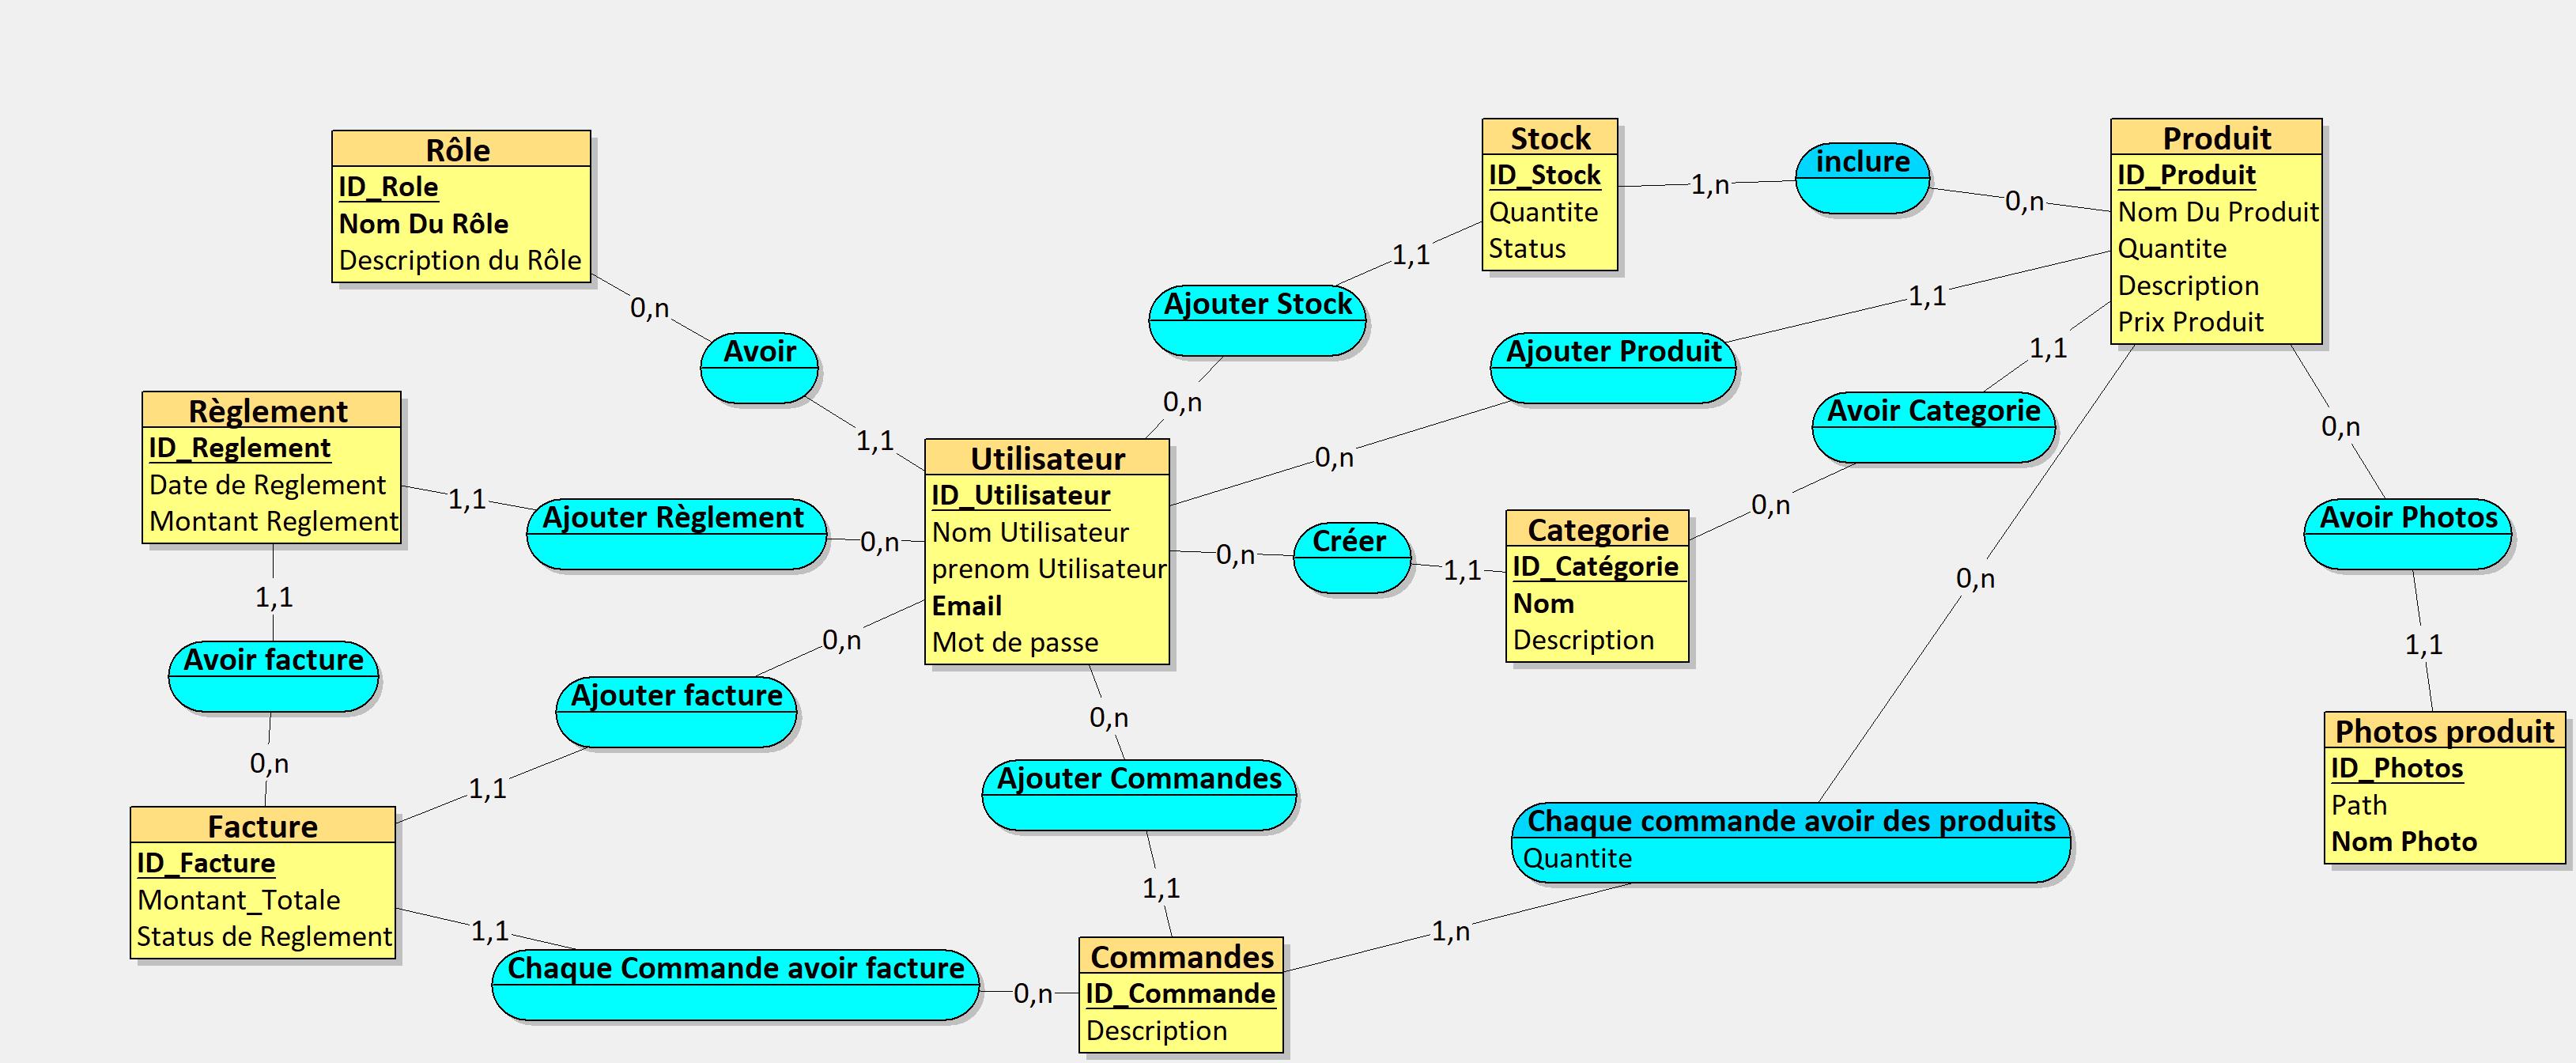 Rôle
ID_Role
Nom Du Rôle
Description du Rôle
0,n
Avoir
1,1
Règlement
ID_Reglement
Date de Reglement
Montant Reglement
1,1
Ajouter Règlement
0,n
1,1
Avoir facture
0,n
Facture
ID_Facture
Montant_Totale
Status de Reglement
1,1
Ajouter facture
0,n
1,1
Chaque Commande avoir facture
0,n
Utilisateur
ID_Utilisateur
Nom Utilisateur
prenom Utilisateur
Email
Mot de passe
0,n
Ajouter Commandes
1,1
Commandes
ID_Commande
Description
0,n
Ajouter Stock
1,1
Stock
ID_Stock
Quantite
Status
1,n
inclure
0,n
0,n
Ajouter Produit
1,1
0,n
Créer
1,1
Categorie
ID_Catégorie
Nom
Description
0,n
Avoir Categorie
1,1
Produit
ID_Produit
Nom Du Produit
Quantite
Description
Prix Produit
0,n
Chaque commande avoir des produits
Quantite
1,n
0,n
Avoir Photos
1,1
Photos produit
ID_Photos
Path
Nom Photo